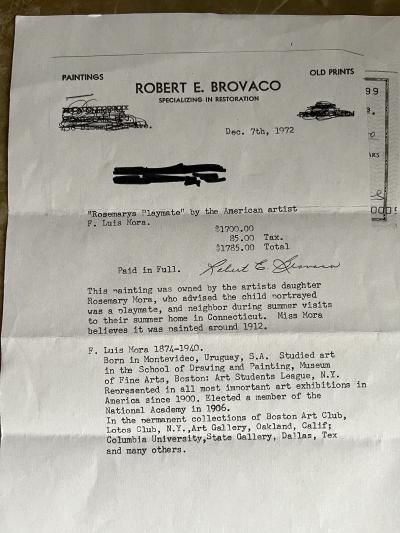 PAINTINGS
OLD PRINTS
ROBERT E. BROVACO
SPECIALIZING IN RESTORATION
Dec. 7th, 1972
"Rosemarys Playmate" by the American artist
F. Luis Mora.
$1700.00
85.00 Tax.
$1785.00 Total
Paid in Full. Robert E. Brovaco
This painting was owned by the artists daughter
Rosemary Mora, who advised the child portrayed
was a playmate, and neighbor during summer visits
to their summer home in Connecticut. Miss Mora
believes it was painted around 1912.
F. Luis Mora 1874-1940.
Born in Montevideo, Uruguay, S.A. Studied art
in the School of Drawing and Painting, Museum
of Fine Arts, Boston: Art Students League, N.Y.
Represented in all most important art exhibitions in
America since 1900. Elected a member of the
National Academy in 1906.
In the permanent collections of Boston Art Club,
Lotos Club, N.Y.,Art Gallery, Oakland, Calif;
Columbia University,State Gallery, Dallas, Tex
and many others.
99